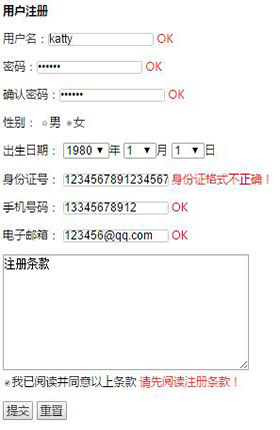 用户注册
用户名：katty OK
密码：•••••• OK
确认密码：•••••• OK
性别： 男 女
出生日期： 1980 年 1 月 1 日
身份证号： 1234567891234567 身份证格式不正确！
手机号码： 13345678912 OK
电子邮箱： 123456@qq.com OK
注册条款
我已阅读并同意以上条款 请先阅读注册条款！
提交 重置